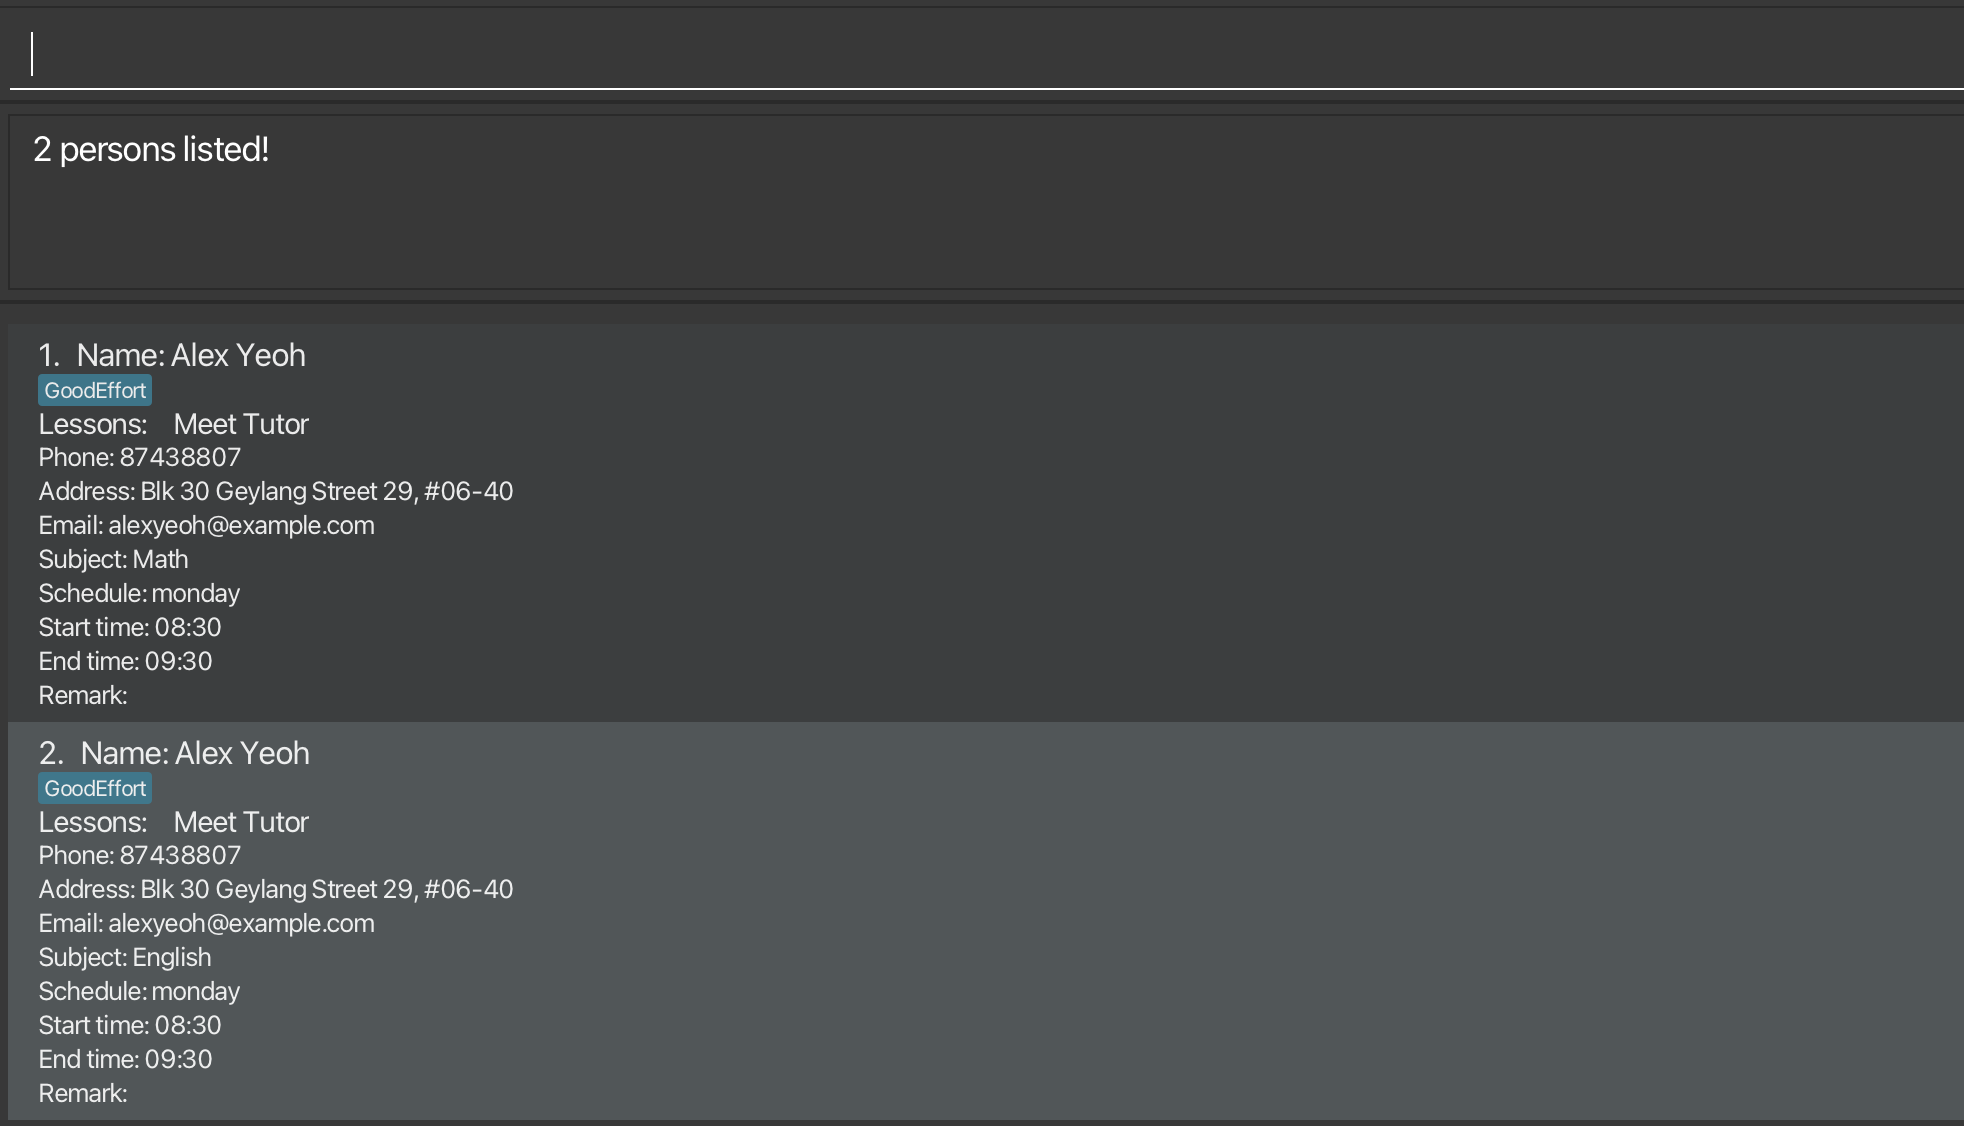 2 persons listed!
1. Name: Alex Yeoh
GoodEffort
Lessons: Meet Tutor
Phone: 87438807
Address: Blk 30 Geylang Street 29, #06-40
Email: alexyeoh@example.com
Subject: Math
Schedule: monday
Start time: 08:30
End time: 09:30
Remark:
2. Name: Alex Yeoh
GoodEffort
Lessons: Meet Tutor
Phone: 87438807
Address: Blk 30 Geylang Street 29, #06-40
Email: alexyeoh@example.com
Subject: English
Schedule: monday
Start time: 08:30
End time: 09:30
Remark: